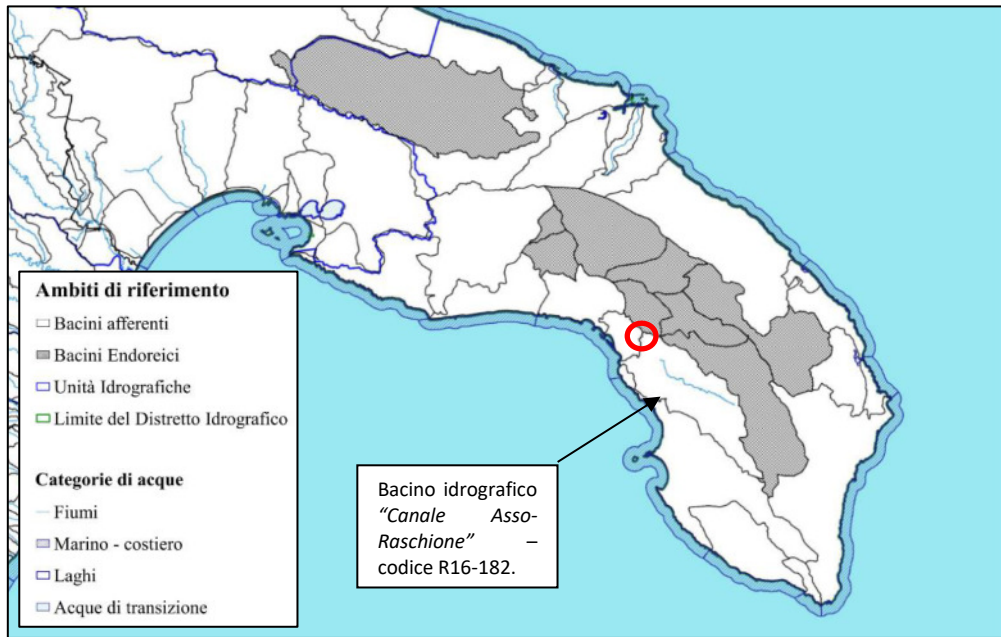 Ambiti di riferimento
Bacini afferenti
Bacini Endoreici
Unità Idrografiche
Limite del Distretto Idrografico
Categorie di acque
Fiumi
Marino - costiero
Laghi
Acque di transizione
Bacino idrografico
“Canale Asso-
Raschione” –
codice R16-182.